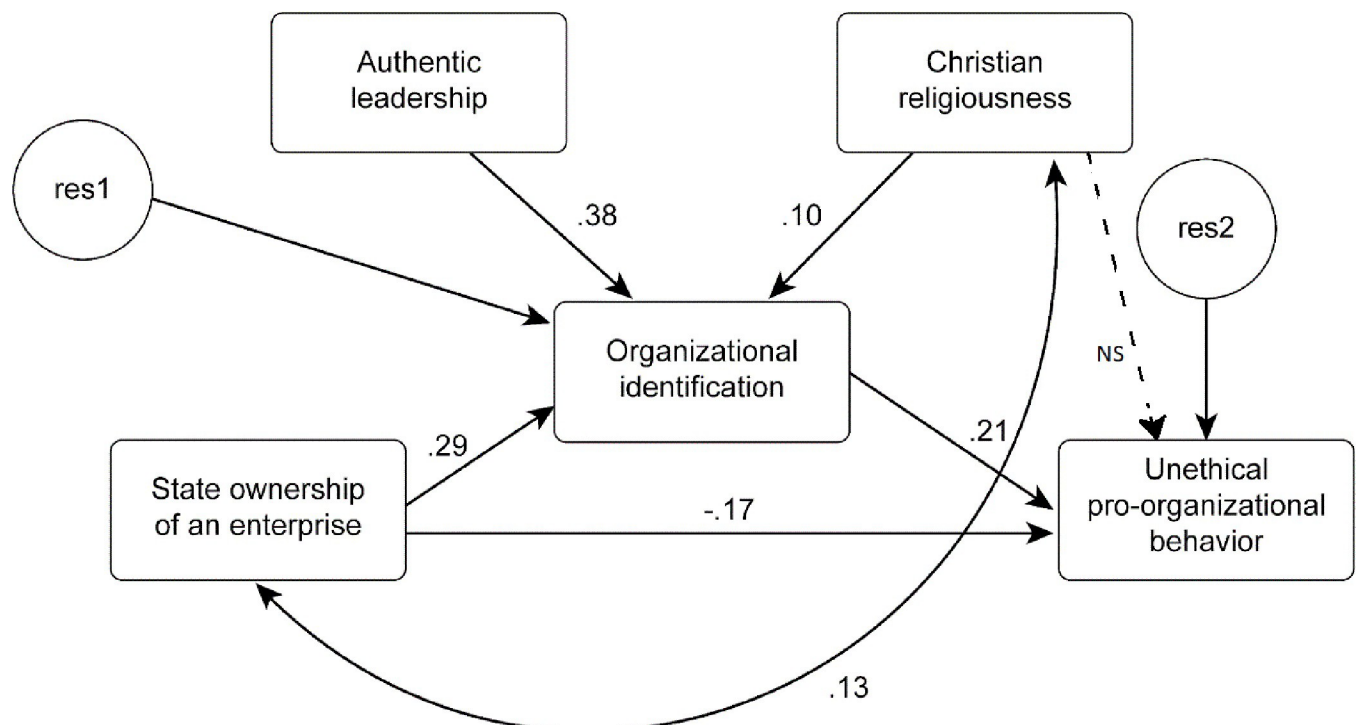 Authentic
leadership
Christian
religiousness
res1
res2
.38
.10
NS
Organizational
identification
.29
.21
State ownership
of an enterprise
-.17
Unethical
pro-organizational
behavior
.13